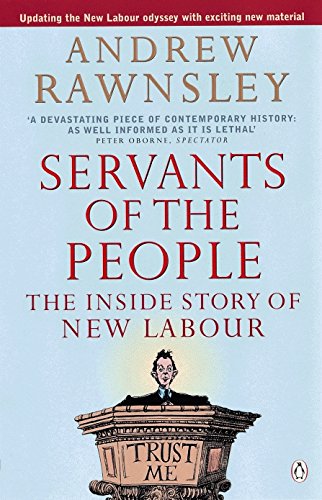 Updating the New Labour odyssey with exciting new material
ANDREW
RAWNSLEY
‘A DEVASTATING PIECE OF CONTEMPORARY HISTORY:
AS WELL INFORMED AS IT IS LETHAL’
PETER OBORNE, SPECTATOR
SERVANTS
OF THE
PEOPLE
THE INSIDE STORY OF
NEW LABOUR
TRUST
ME